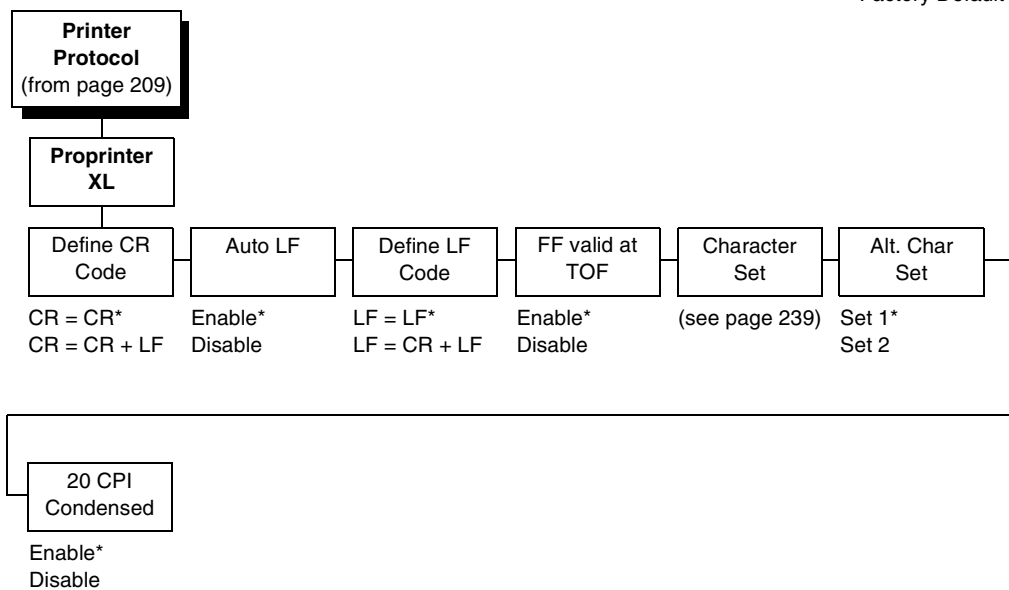 Factory Default
Printer
Protocol
(from page 209)
Proprinter
XL
Define CR
Code
Auto LF
Define LF
Code
FF valid at
TOF
Character
Set
Alt. Char
Set
CR = CR*
CR = CR + LF
Enable*
Disable
LF = LF*
LF = CR + LF
Enable*
Disable
(see page 239)
Set 1*
Set 2
20 CPI
Condensed
Enable*
Disable